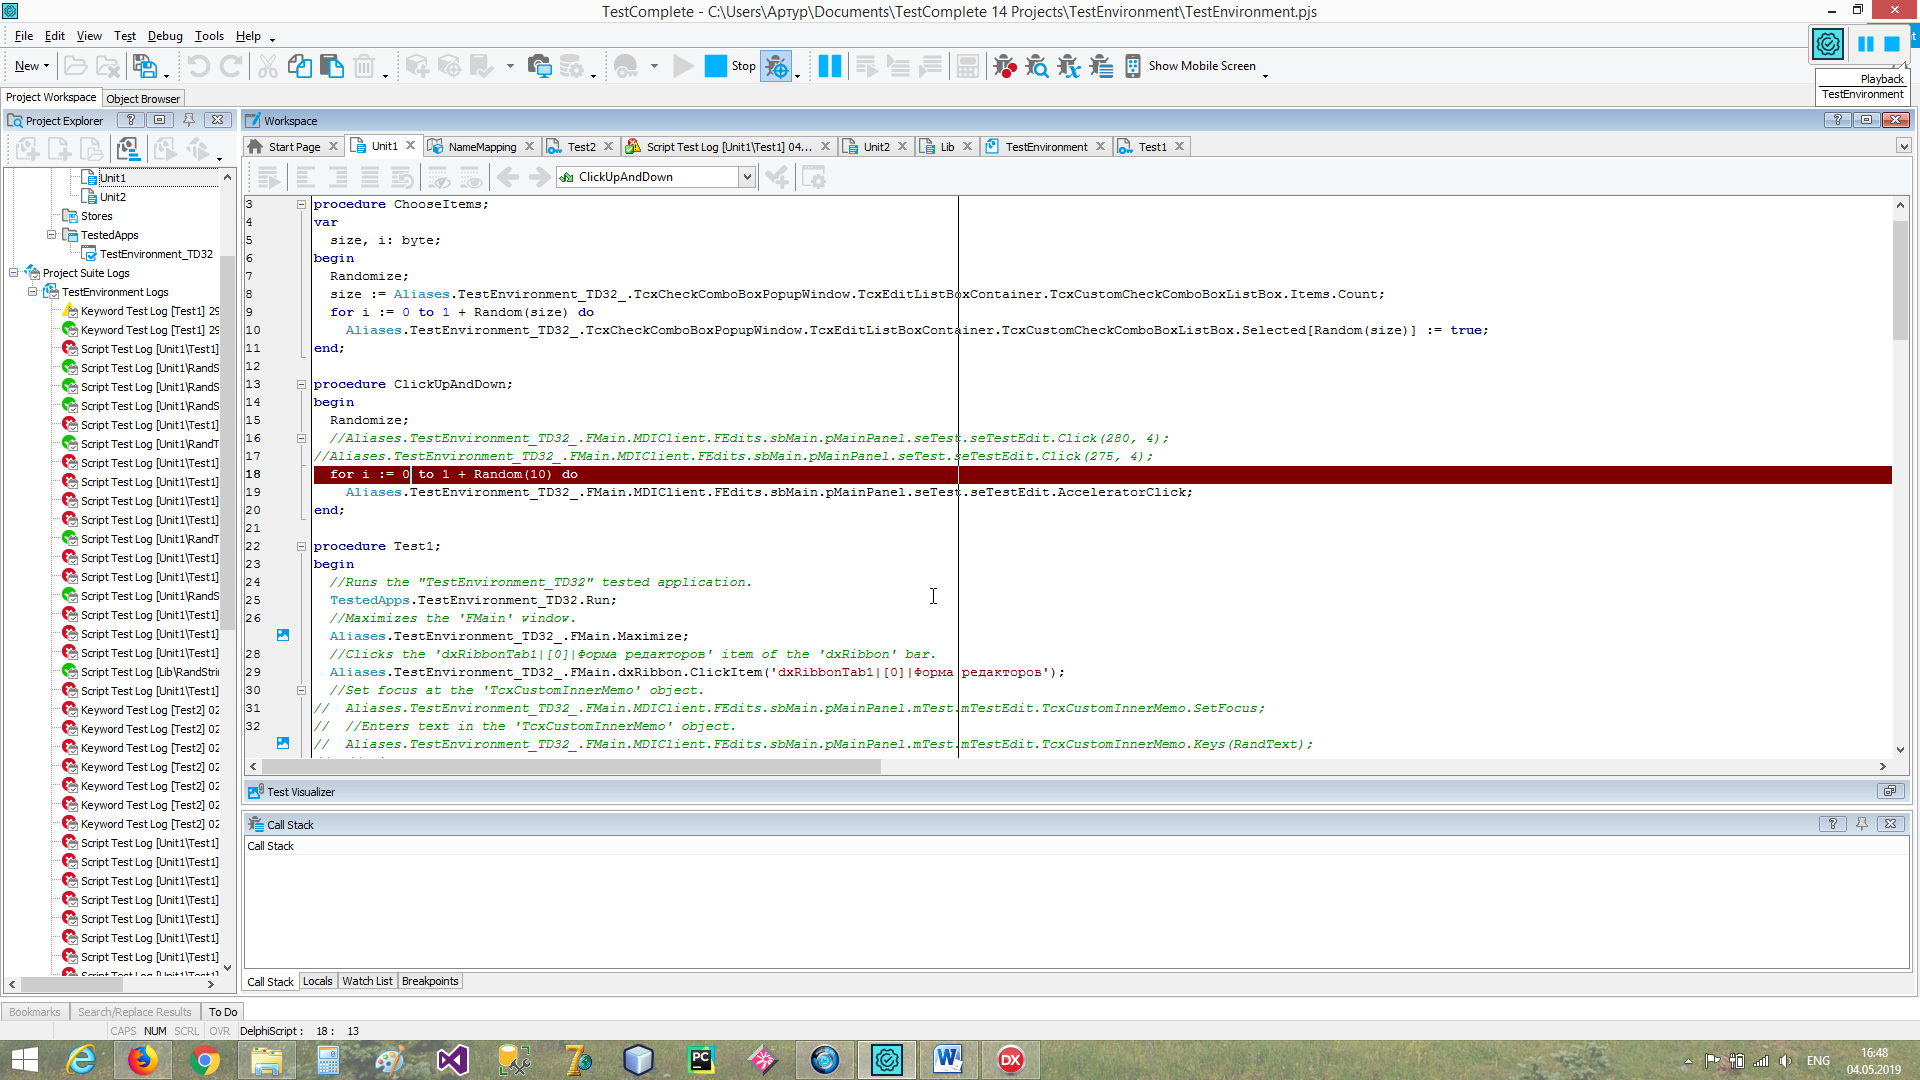 TestComplete - C:\Users\Артур\Documents\TestComplete 14 Projects\TestEnvironment\TestEnvironment.pjs
File Edit View Test Debug Tools Help
New
Stop
Show Mobile Screen
Playback
TestEnvironment
Project Workspace Object Browser
Project Explorer
Workspace
Start Page Unit1 NameMapping Test2 Script Test Log [Unit1\Test1] 04... Unit2 Lib TestEnvironment Test1
ClickUpAndDown
Unit1
Unit2
Stores
TestedApps
TestEnvironment_TD32
Project Suite Logs
TestEnvironment Logs
Keyword Test Log [Test1] 29
Keyword Test Log [Test1] 29
Script Test Log [Unit1\Test1]
Script Test Log [Unit1\RandS
Script Test Log [Unit1\RandS
Script Test Log [Unit1\RandS
Script Test Log [Unit1\Test1]
Script Test Log [Unit1\RandT
Script Test Log [Unit1\Test1]
Script Test Log [Unit1\Test1]
Script Test Log [Unit1\Test1]
Script Test Log [Unit1\Test1]
Script Test Log [Unit1\RandT
Script Test Log [Unit1\Test1]
Script Test Log [Unit1\Test1]
Script Test Log [Unit1\RandS
Script Test Log [Unit1\Test1]
Script Test Log [Unit1\Test1]
Script Test Log [Unit1\Test1]
Script Test Log [Lib\RandStri
Script Test Log [Unit1\Test1]
Keyword Test Log [Test2] 02
Keyword Test Log [Test2] 02
Keyword Test Log [Test2] 02
Keyword Test Log [Test2] 02
Keyword Test Log [Test2] 02
Keyword Test Log [Test2] 02
Keyword Test Log [Test2] 02
Script Test Log [Unit1\Test1]
Script Test Log [Unit1\Test1]
Script Test Log [Unit1\Test1]
Script Test Log [Unit1\Test1]
Script Test Log [Unit1\Test1]
Script Test Log [Unit1\Test1]
Script Test Log [Unit1\Test1]
Script Test Log [Unit1\Test1]
3 procedure ChooseItems;
4 var
5 size, i: byte;
6 begin
7 Randomize;
8 size := Aliases.TestEnvironment_TD32_.TcxCheckComboBoxPopupWindow.TcxEditListBoxContainer.TcxCustomCheckComboBoxListBox.Items.Count;
9 for i := 0 to 1 + Random(size) do
10 Aliases.TestEnvironment_TD32_.TcxCheckComboBoxPopupWindow.TcxEditListBoxContainer.TcxCustomCheckComboBoxListBox.Selected[Random(size)] := true;
11 end;
12
13 procedure ClickUpAndDown;
14 begin
15 Randomize;
16 //Aliases.TestEnvironment_TD32_.FMain.MDIClient.FEdits.sbMain.pMainPanel.seTest.seTestEdit.Click(280, 4);
17 //Aliases.TestEnvironment_TD32_.FMain.MDIClient.FEdits.sbMain.pMainPanel.seTest.seTestEdit.Click(275, 4);
18 for i := 0 to 1 + Random(10) do
19 Aliases.TestEnvironment_TD32_.FMain.MDIClient.FEdits.sbMain.pMainPanel.seTest.seTestEdit.AcceleratorClick;
20 end;
21
22 procedure Test1;
23 begin
24 //Runs the "TestEnvironment_TD32" tested application.
25 TestedApps.TestEnvironment_TD32.Run;
26 //Maximizes the 'FMain' window.
Aliases.TestEnvironment_TD32_.FMain.Maximize;
28 //Clicks the 'dxRibbonTab1|[0]|Форма редакторов' item of the 'dxRibbon' bar.
29 Aliases.TestEnvironment_TD32_.FMain.dxRibbon.ClickItem('dxRibbonTab1|[0]|Форма редакторов');
30 //Set focus at the 'TcxCustomInnerMemo' object.
31 // Aliases.TestEnvironment_TD32_.FMain.MDIClient.FEdits.sbMain.pMainPanel.mTest.mTestEdit.TcxCustomInnerMemo.SetFocus;
32 // //Enters text in the 'TcxCustomInnerMemo' object.
// Aliases.TestEnvironment_TD32_.FMain.MDIClient.FEdits.sbMain.pMainPanel.mTest.mTestEdit.TcxCustomInnerMemo.Keys(RandText);
Test Visualizer
Call Stack
Call Stack
Call Stack Locals Watch List Breakpoints
Bookmarks Search/Replace Results To Do
CAPS NUM SCRL OVR DelphiScript : 18 : 13
ENG
16:48
04.05.2019